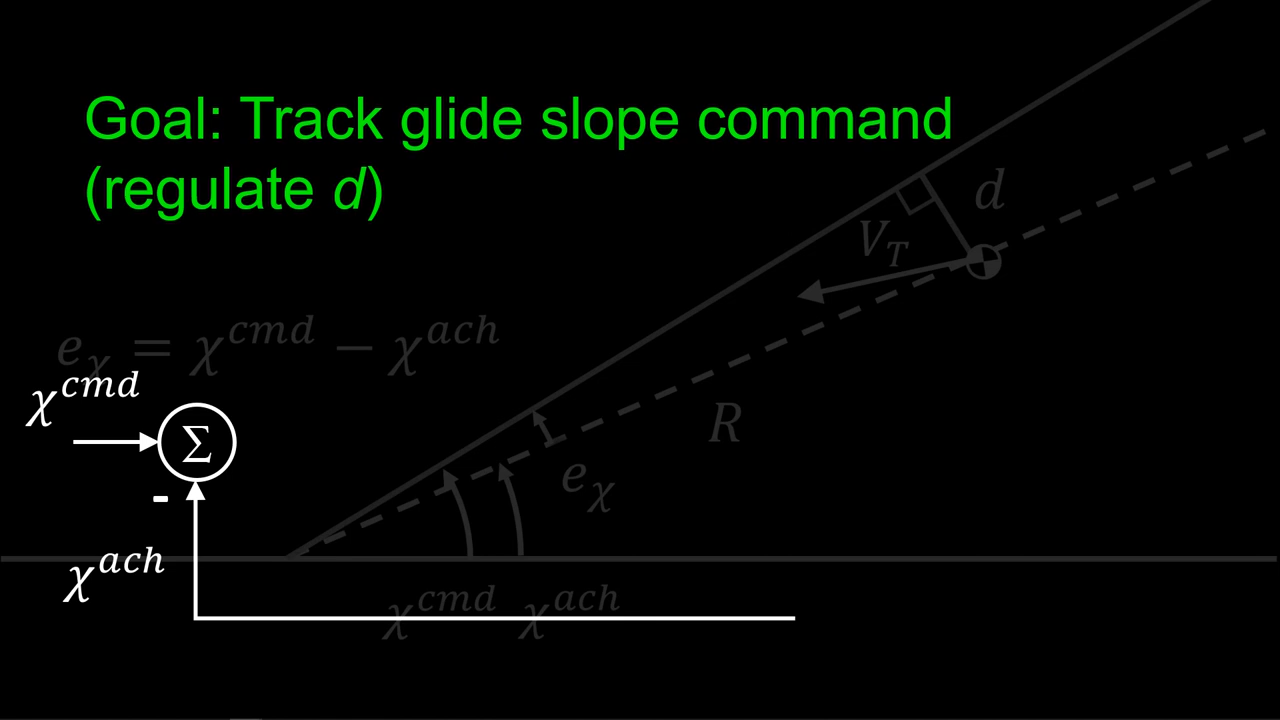 Goal: Track glide slope command
(regulate d)
d
V_T
e_χ = χ^{cmd} − χ^{ach}
χ^{cmd}
Σ
R
e_χ
-
χ^{ach}
χ^{cmd} χ^{ach}